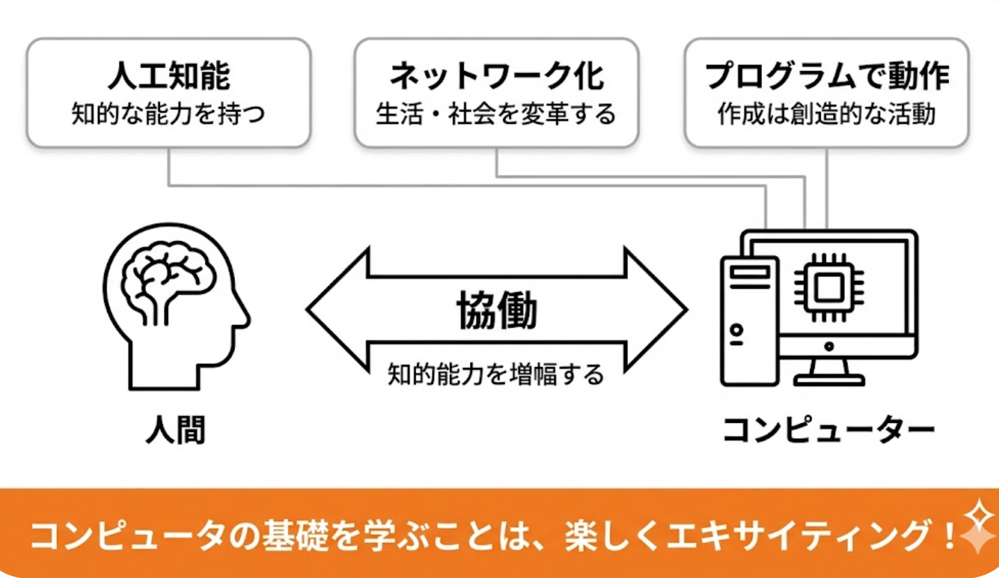 人工知能
知的な能力を持つ
ネットワーク化
生活・社会を変革する
プログラムで動作
作成は創造的な活動
協働
知的能力を増幅する
人間
コンピューター
コンピュータの基礎を学ぶことは、楽しくエキサイティング！